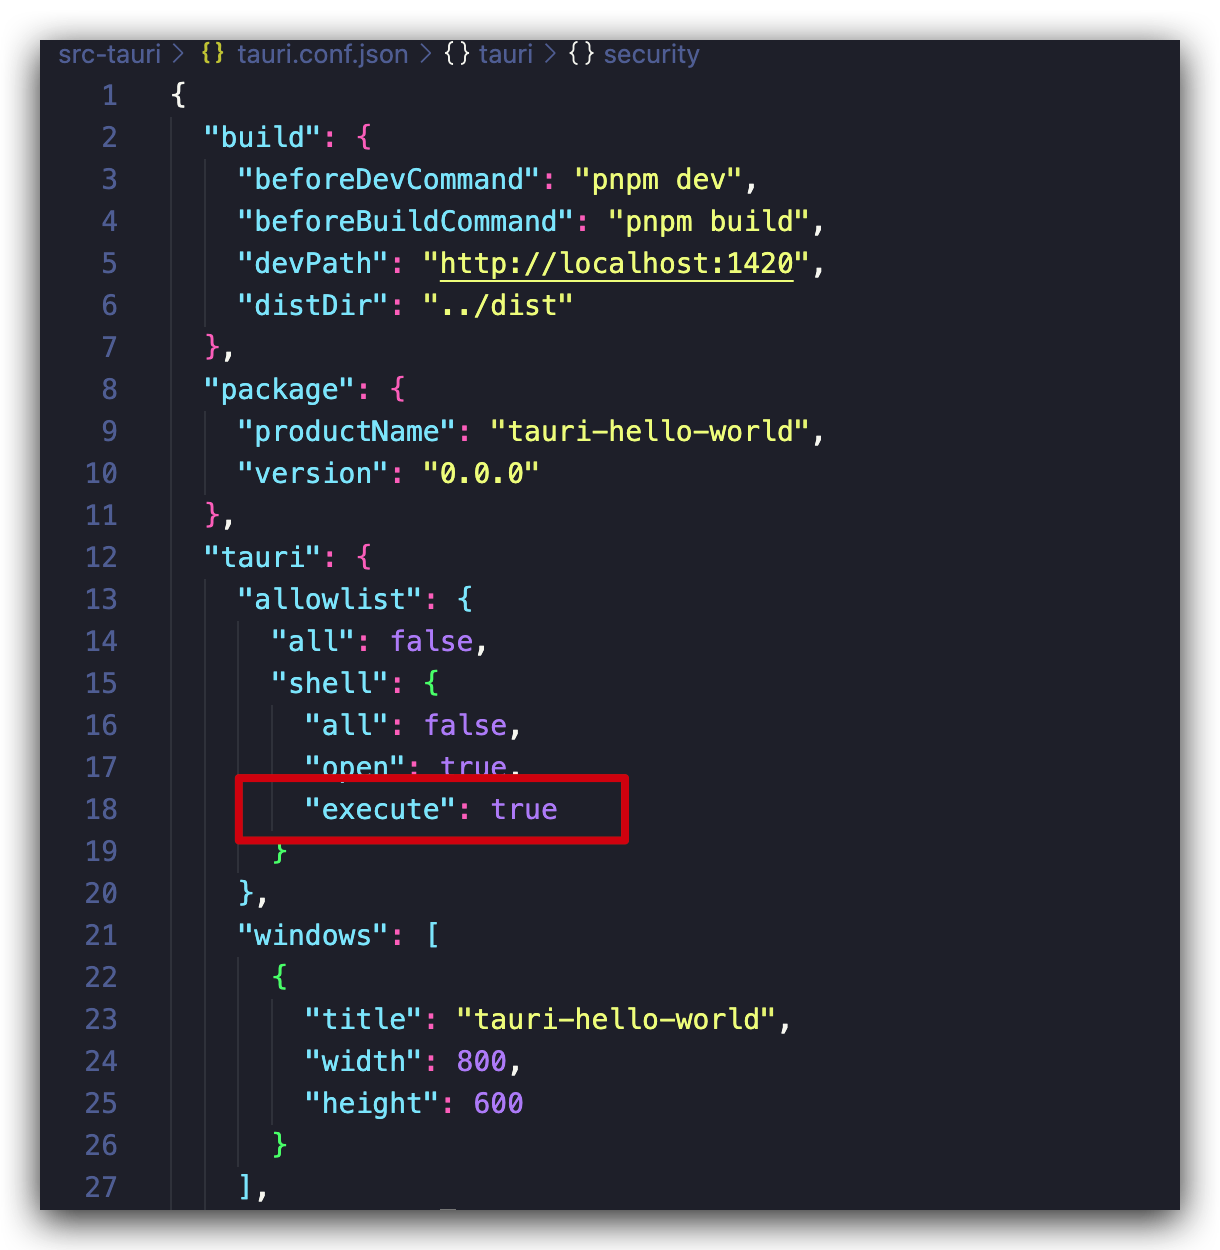 src-tauri > {} tauri.conf.json > {} tauri > {} security
1 {
2 "build": {
3 "beforeDevCommand": "pnpm dev",
4 "beforeBuildCommand": "pnpm build",
5 "devPath": "http://localhost:1420",
6 "distDir": "../dist"
7 },
8 "package": {
9 "productName": "tauri-hello-world",
10 "version": "0.0.0"
11 },
12 "tauri": {
13 "allowlist": {
14 "all": false,
15 "shell": {
16 "all": false,
17 "open": true,
18 "execute": true
19 }
20 },
21 "windows": [
22 {
23 "title": "tauri-hello-world",
24 "width": 800,
25 "height": 600
26 }
27 ],